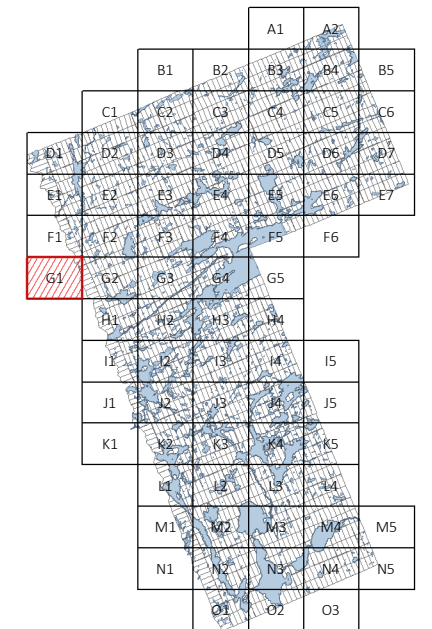 A1 A2
B1 B2 B3 B4 B5
C1 C2 C3 C4 C5 C6
D1 D2 D3 D4 D5 D6 D7
E1 E2 E3 E4 E5 E6 E7
F1 F2 F3 F4 F5 F6
G1 G2 G3 G4 G5
H1 H2 H3 H4
I1 I2 I3 I4 I5
J1 J2 J3 J4 J5
K1 K2 K3 K4 K5
L1 L2 L3 L4
M1 M2 M3 M4 M5
N1 N2 N3 N4 N5
O1 O2 O3